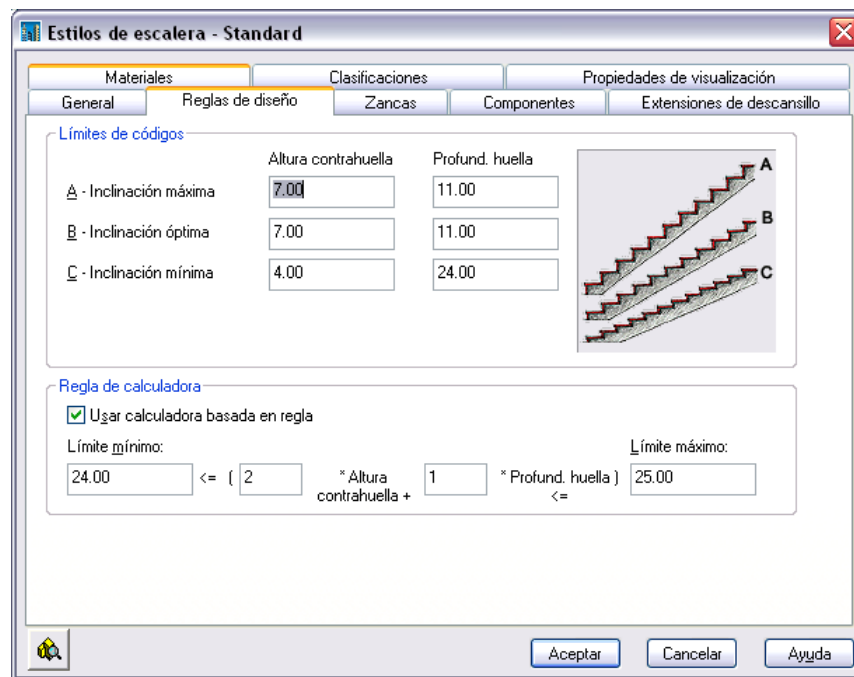 Estilos de escalera - Standard
Materiales Clasificaciones Propiedades de visualización
General Reglas de diseño Zancas Componentes Extensiones de descansillo
Límites de códigos
Altura contrahuella Profund. huella
A - Inclinación máxima 7.00 11.00
B - Inclinación óptima 7.00 11.00
C - Inclinación mínima 4.00 24.00
A
B
C
Regla de calculadora
Usar calculadora basada en regla
Límite mínimo: Límite máximo:
24.00 <= ( 2 * Altura contrahuella + 1 * Profund. huella ) <= 25.00
Aceptar Cancelar Ayuda